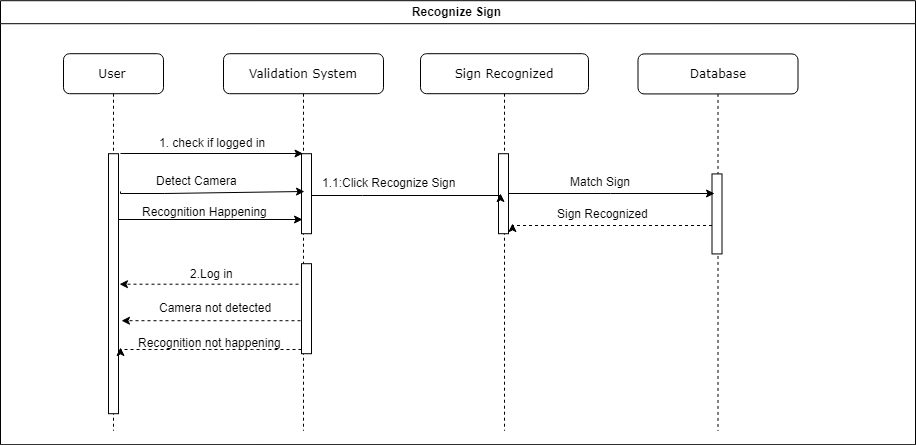 Recognize Sign
User
Validation System
Sign Recognized
Database
1. check if logged in
Detect Camera
1.1:Click Recognize Sign
Match Sign
Recognition Happening
Sign Recognized
2.Log in
Camera not detected
Recognition not happening